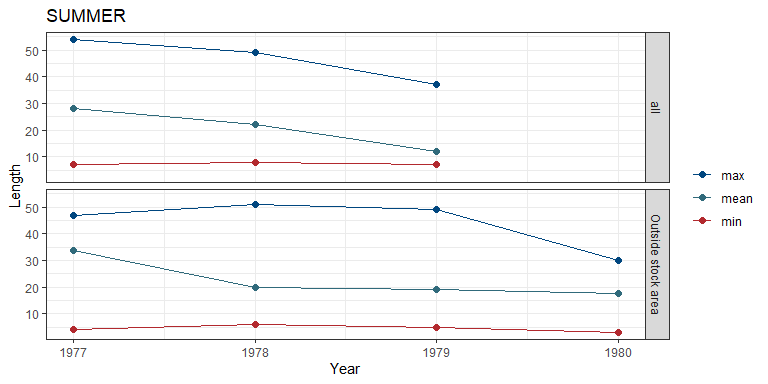 SUMMER
50
40
30
20
10
all
50
40
30
20
10
Outside stock area
Length
1977 1978 1979 1980
Year
max
mean
min